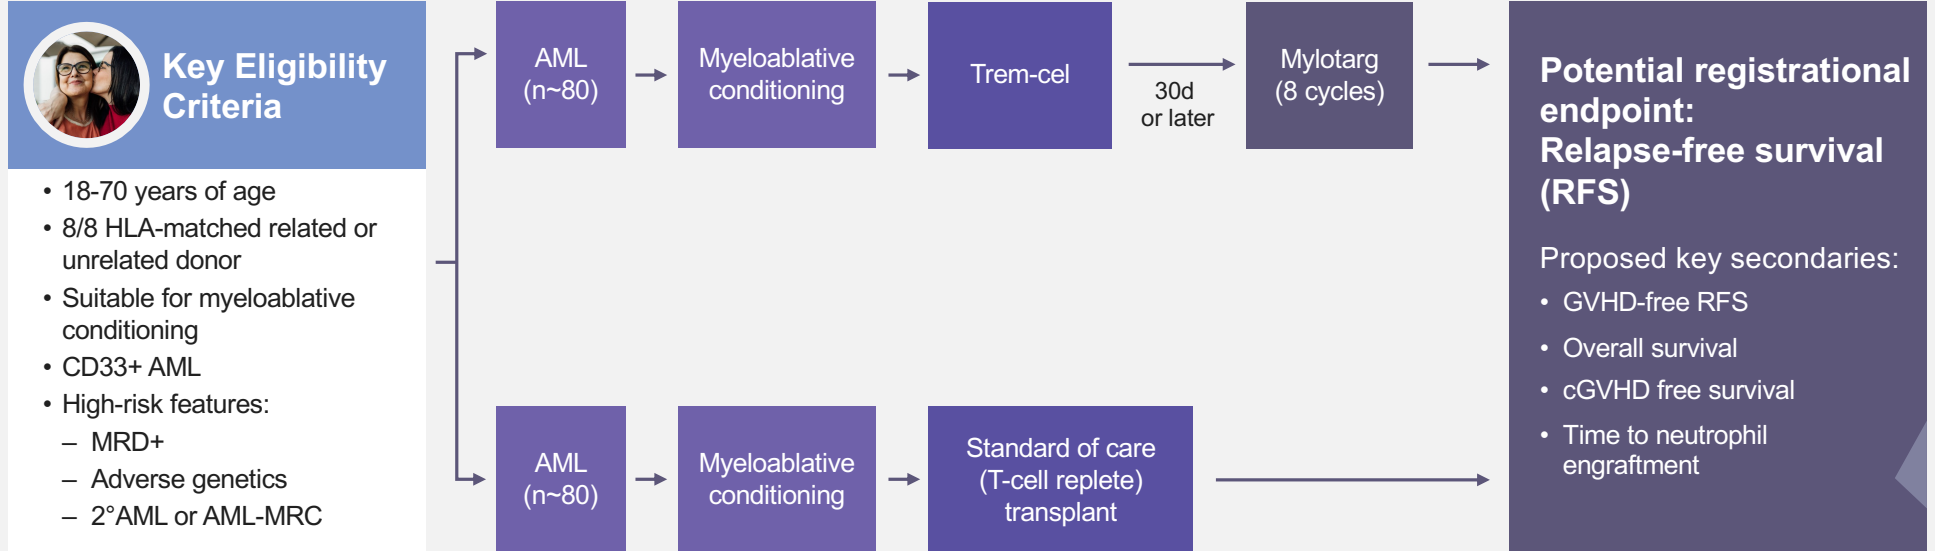 Key Eligibility
Criteria
• 18-70 years of age
• 8/8 HLA-matched related or
unrelated donor
• Suitable for myeloablative
conditioning
• CD33+ AML
• High-risk features:
– MRD+
– Adverse genetics
– 2°AML or AML-MRC
AML
(n~80)
Myeloablative
conditioning
Trem-cel
30d
or later
Mylotarg
(8 cycles)
AML
(n~80)
Myeloablative
conditioning
Standard of care
(T-cell replete)
transplant
Potential registrational
endpoint:
Relapse-free survival
(RFS)
Proposed key secondaries:
• GVHD-free RFS
• Overall survival
• cGVHD free survival
• Time to neutrophil
engraftment